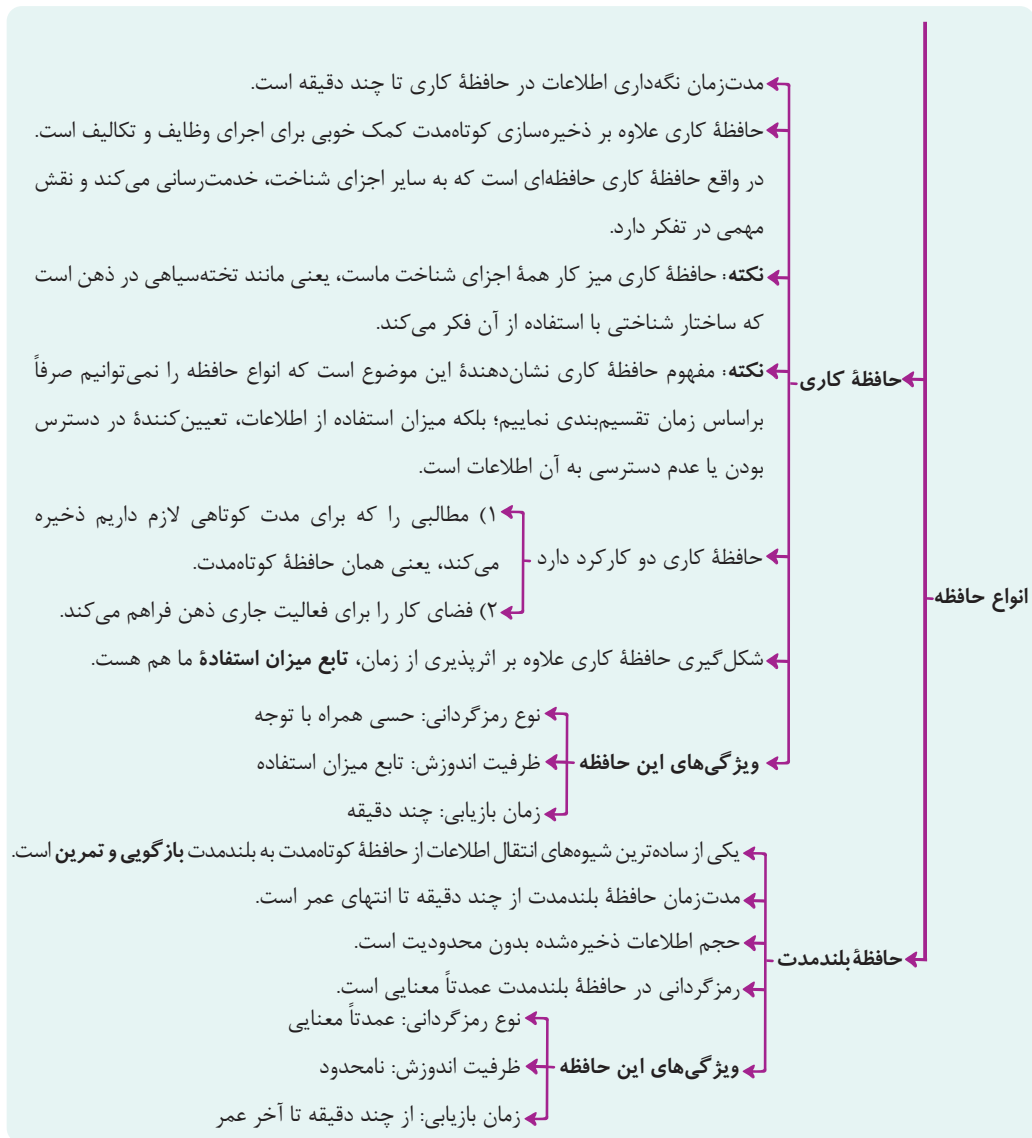 انواع حافظه
حافظهٔ کاری
مدت‌زمان نگه‌داری اطلاعات در حافظهٔ کاری تا چند دقیقه است.
حافظهٔ کاری علاوه بر ذخیره‌سازی کوتاه‌مدت کمک خوبی برای اجرای وظایف و تکالیف است.
در واقع حافظهٔ کاری حافظه‌ای است که به سایر اجزای شناخت، خدمت‌رسانی می‌کند و نقش
مهمی در تفکر دارد.
نکته: حافظهٔ کاری میز کار همهٔ اجزای شناخت ماست، یعنی مانند تخته‌سیاهی در ذهن است
که ساختار شناختی با استفاده از آن فکر می‌کند.
نکته: مفهوم حافظهٔ کاری نشان‌دهندهٔ این موضوع است که انواع حافظه را نمی‌توانیم صرفاً
براساس زمان تقسیم‌بندی نماییم؛ بلکه میزان استفاده از اطلاعات، تعیین‌کنندهٔ در دسترس
بودن یا عدم دسترسی به آن اطلاعات است.
حافظهٔ کاری دو کارکرد دارد
۱) مطالبی را که برای مدت کوتاهی لازم داریم ذخیره
می‌کند، یعنی همان حافظهٔ کوتاه‌مدت.
۲) فضای کار را برای فعالیت جاری ذهن فراهم می‌کند.
شکل‌گیری حافظهٔ کاری علاوه بر اثرپذیری از زمان، تابع میزان استفادهٔ ما هم هست.
ویژگی‌های این حافظه
نوع رمزگردانی: حسی همراه با توجه
ظرفیت اندوزش: تابع میزان استفاده
زمان بازیابی: چند دقیقه
حافظهٔ بلندمدت
یکی از ساده‌ترین شیوه‌های انتقال اطلاعات از حافظهٔ کوتاه‌مدت به بلندمدت بازگویی و تمرین است.
مدت‌زمان حافظهٔ بلندمدت از چند دقیقه تا انتهای عمر است.
حجم اطلاعات ذخیره‌شده بدون محدودیت است.
رمزگردانی در حافظهٔ بلندمدت عمدتاً معنایی است.
ویژگی‌های این حافظه
نوع رمزگردانی: عمدتاً معنایی
ظرفیت اندوزش: نامحدود
زمان بازیابی: از چند دقیقه تا آخر عمر